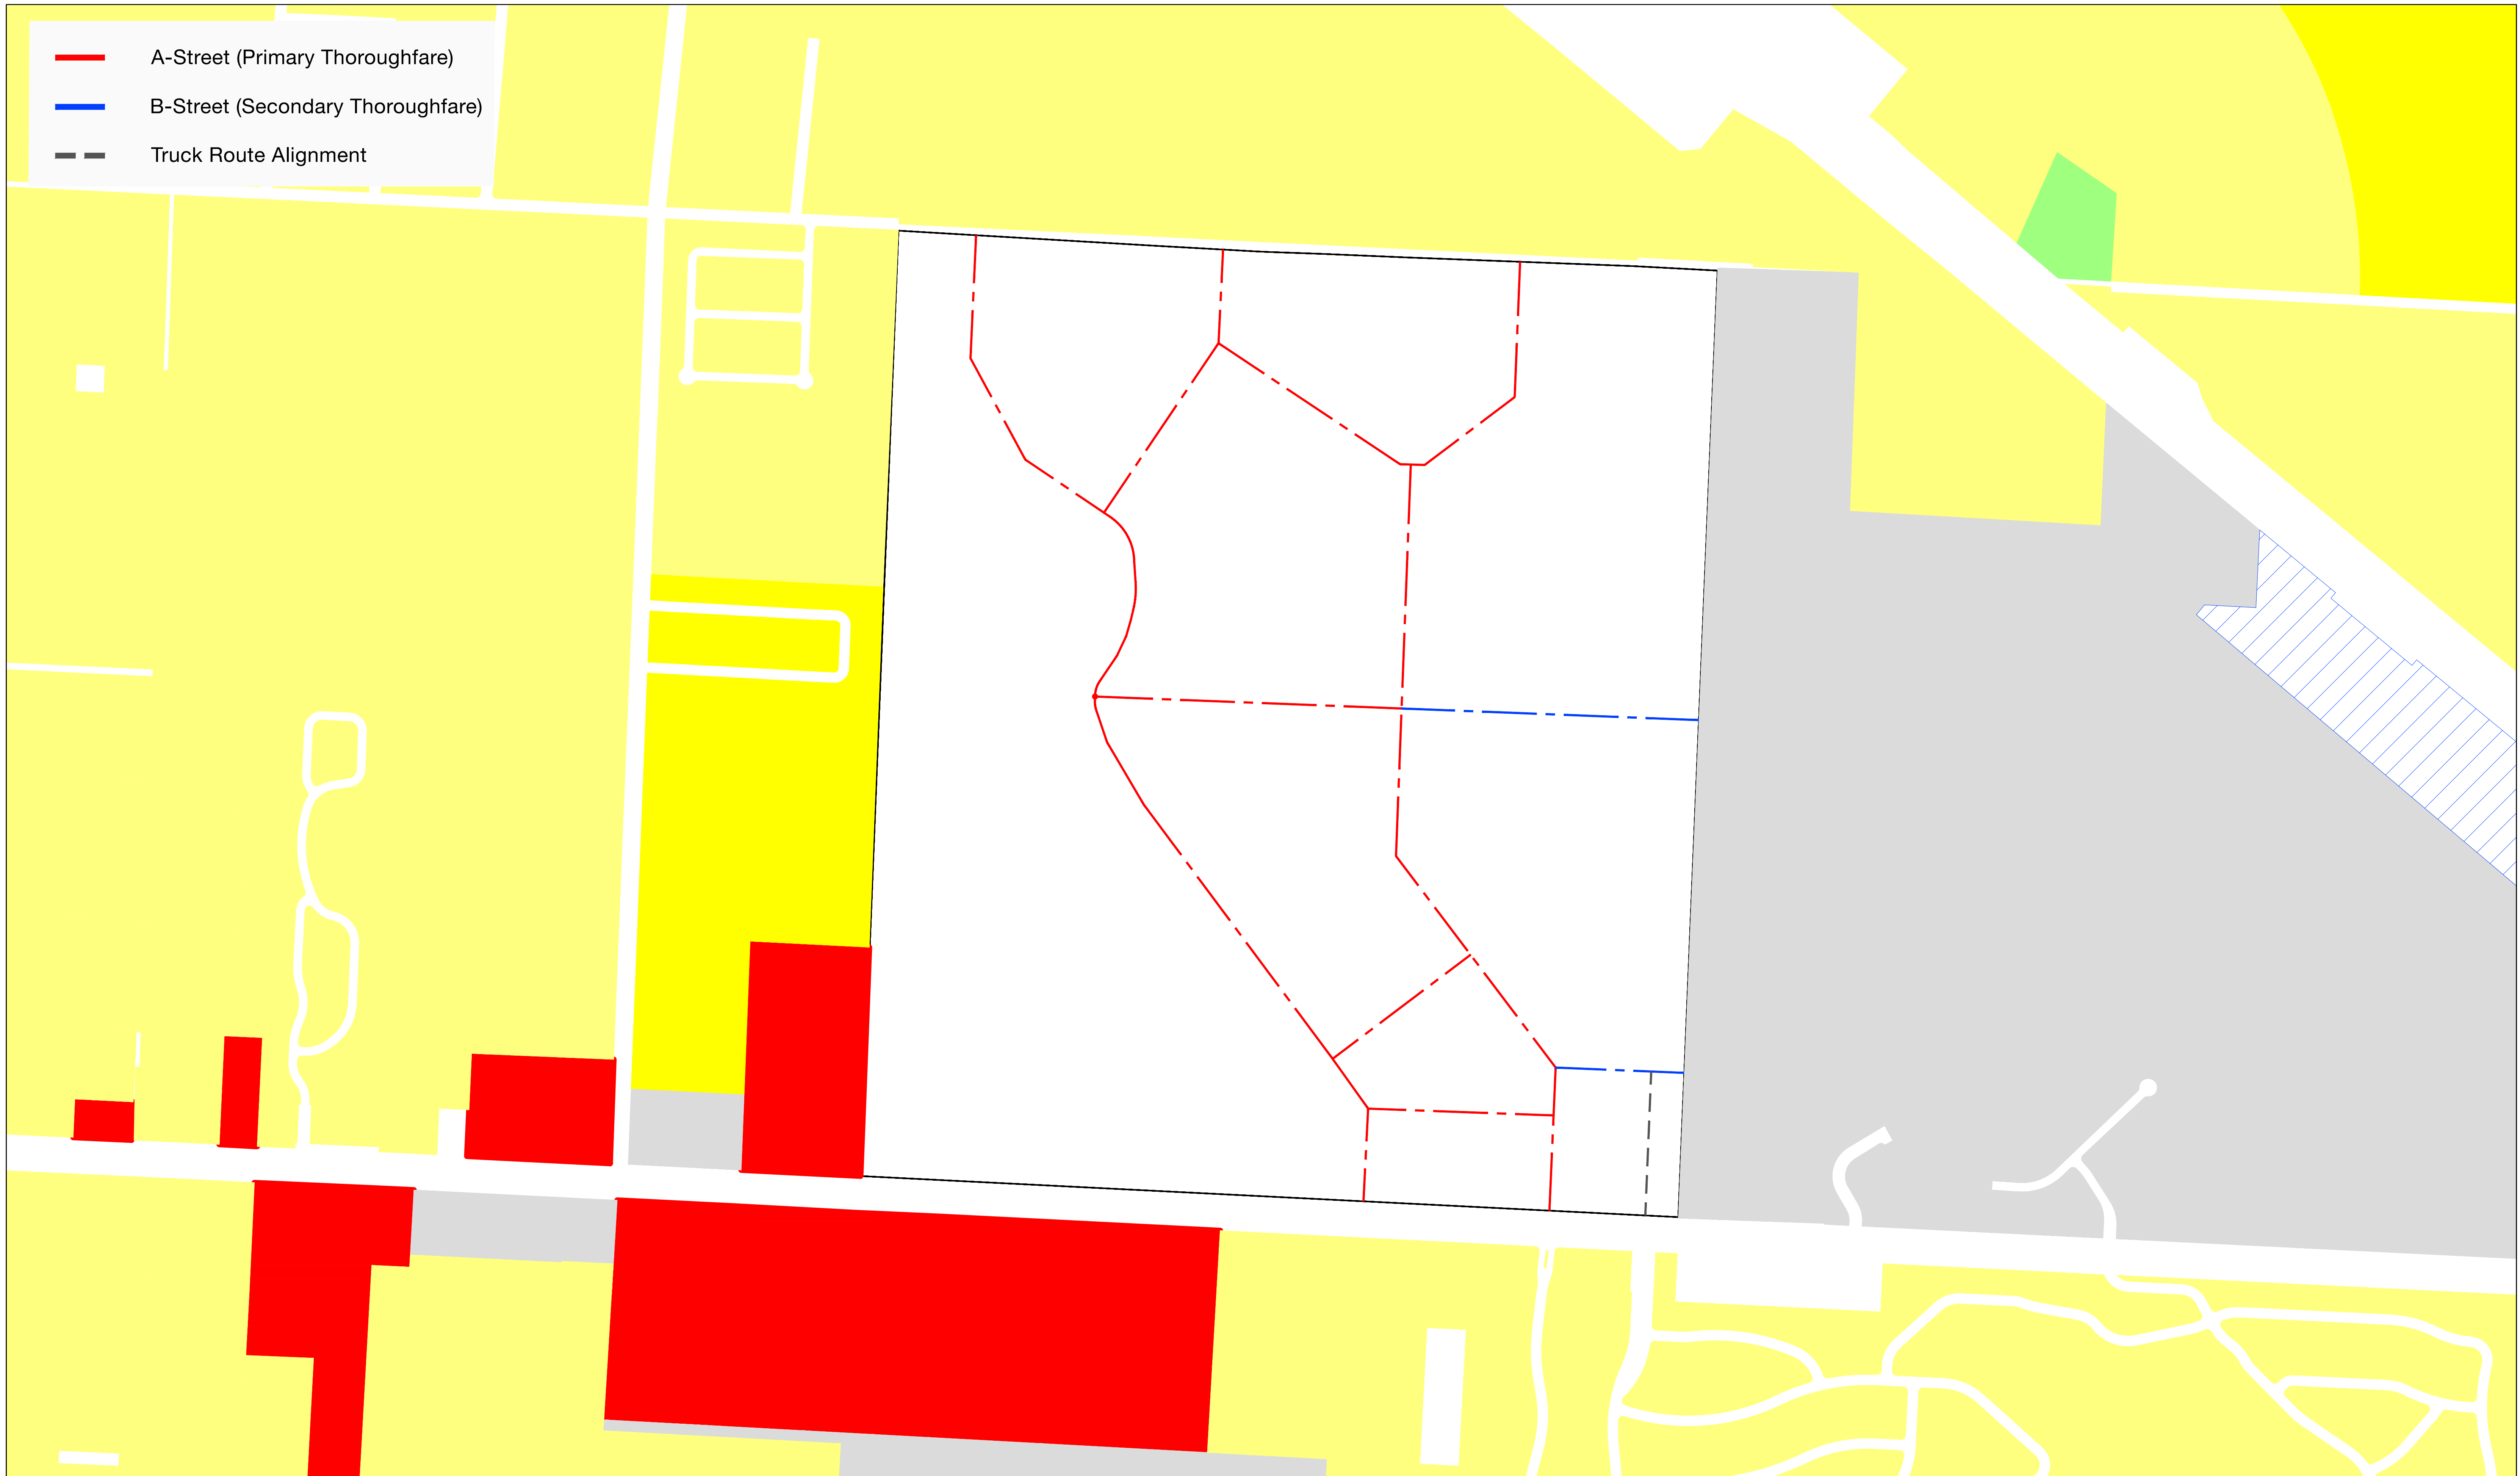 A-Street (Primary Thoroughfare)
B-Street (Secondary Thoroughfare)
Truck Route Alignment